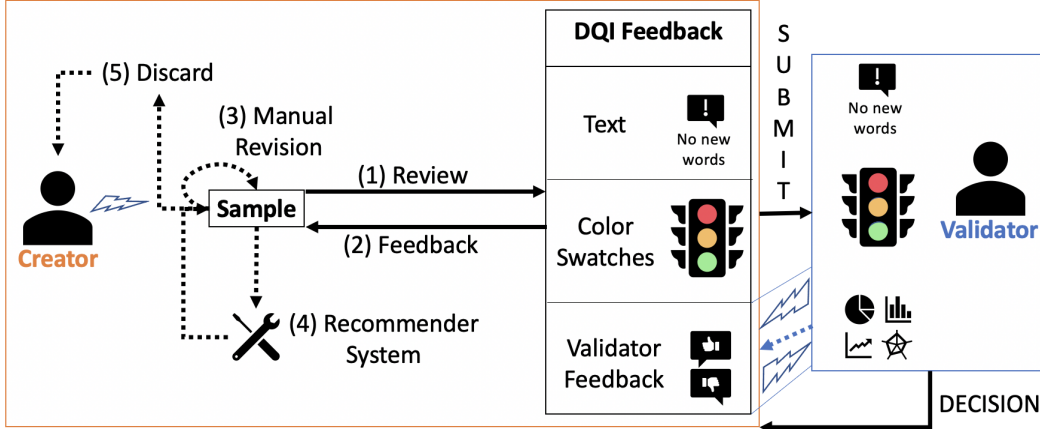 DQI Feedback
(5) Discard
(3) Manual
Revision
Text
!
No new
words
SUBMIT
!
No new
words
(1) Review
Sample
(2) Feedback
Color
Swatches
Creator
Validator
(4) Recommender
System
Validator
Feedback
DECISION